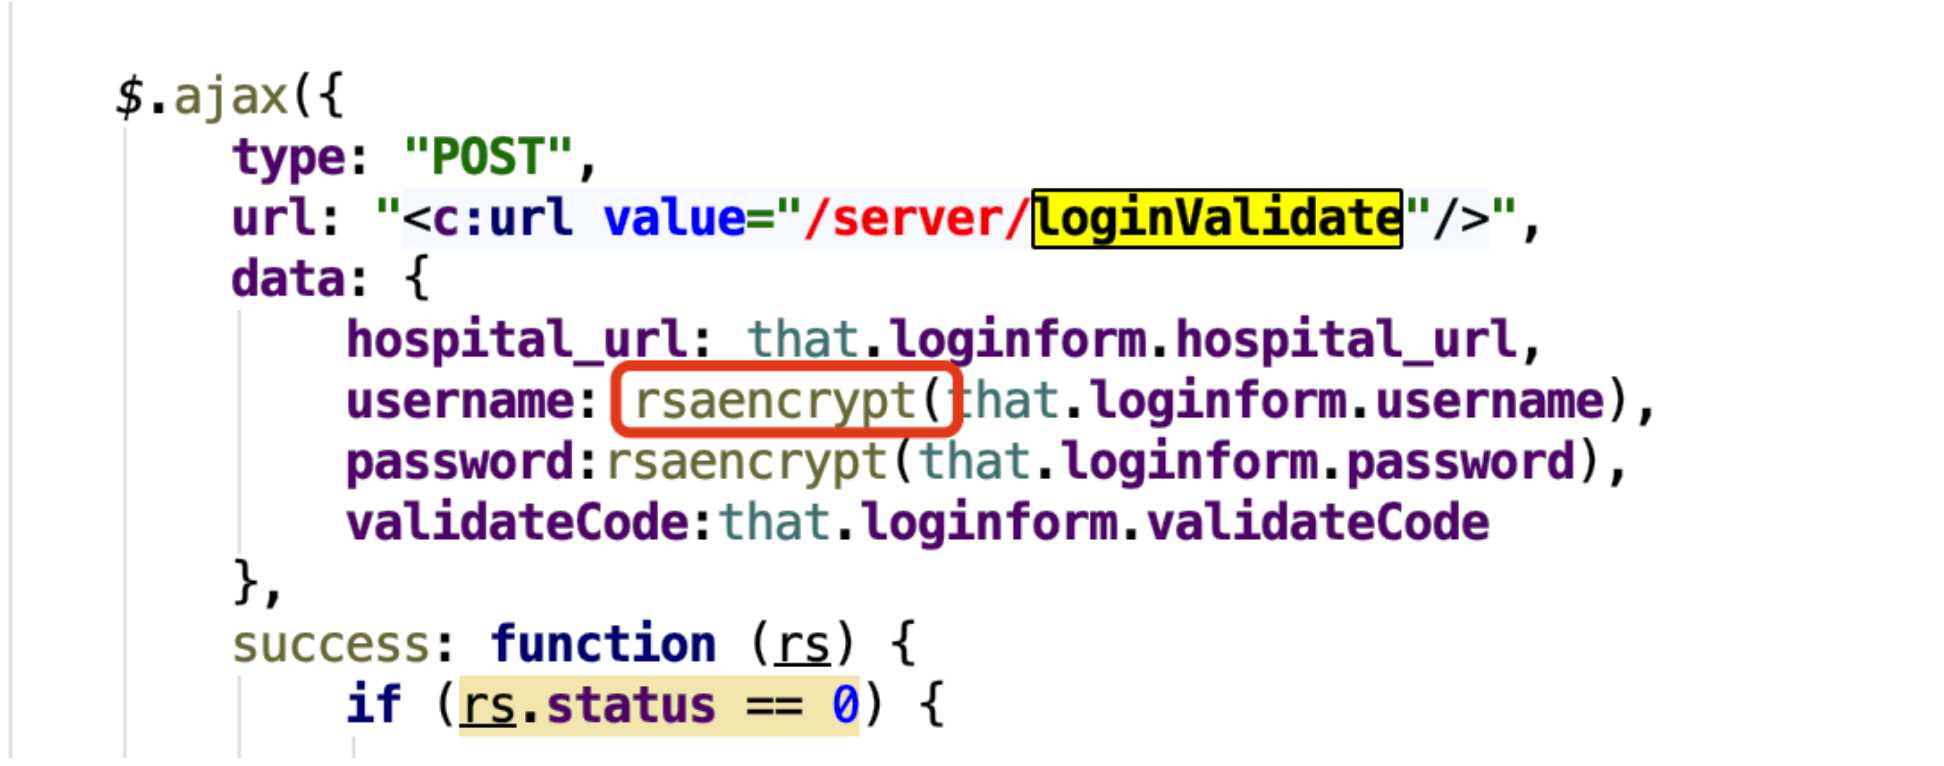 $.ajax({
type: "POST",
url: "<c:url value="/server/loginValidate"/>",
data: {
hospital_url: that.loginform.hospital_url,
username: rsaencrypt(that.loginform.username),
password:rsaencrypt(that.loginform.password),
validateCode:that.loginform.validateCode
},
success: function (rs) {
if (rs.status == 0) {